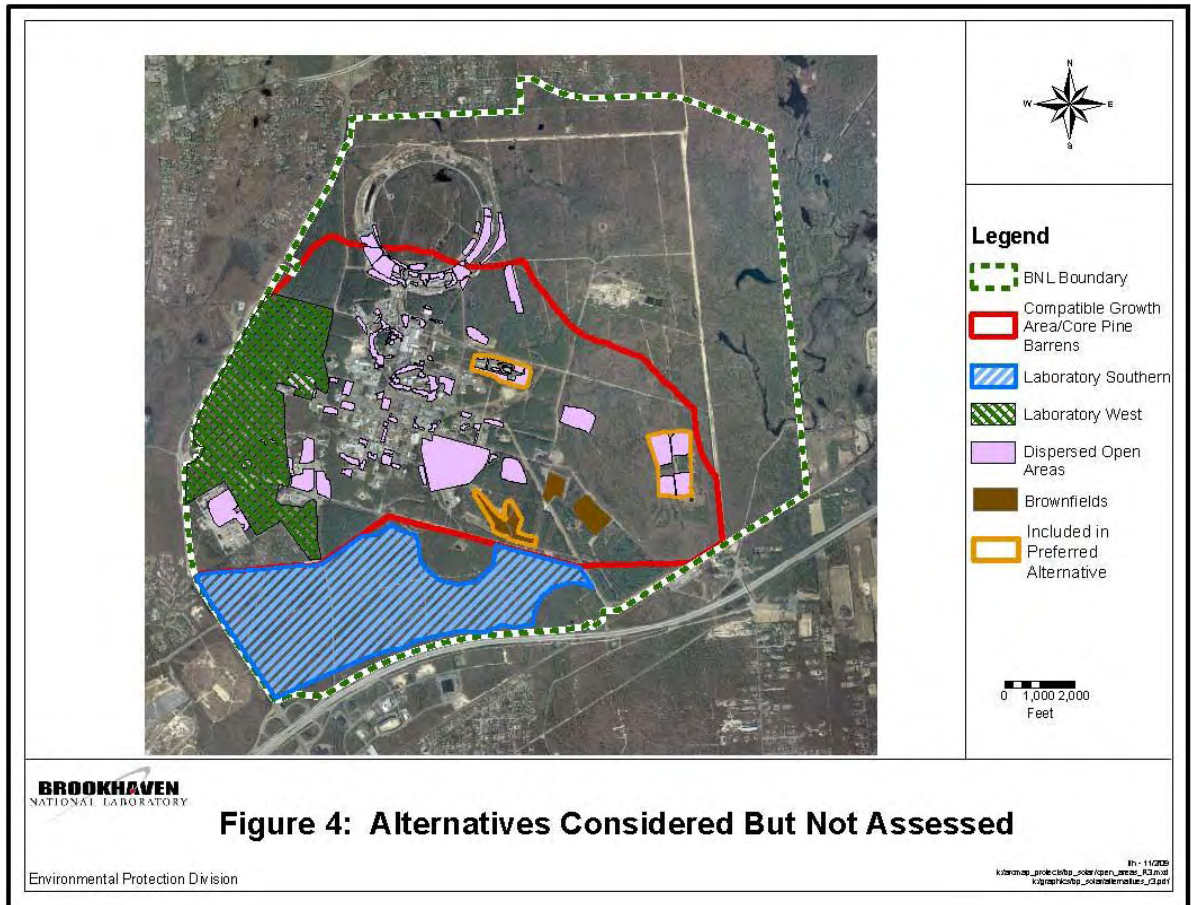 N
W
E
S
Legend
BNL Boundary
Compatible Growth
Area/Core Pine
Barrens
Laboratory Southern
Laboratory West
Dispersed Open
Areas
Brownfields
Included in
Preferred
Alternative
0 1,000 2,000
Feet
BROOKHAVEN
NATIONAL LABORATORY
Figure 4: Alternatives Considered But Not Assessed
Environmental Protection Division